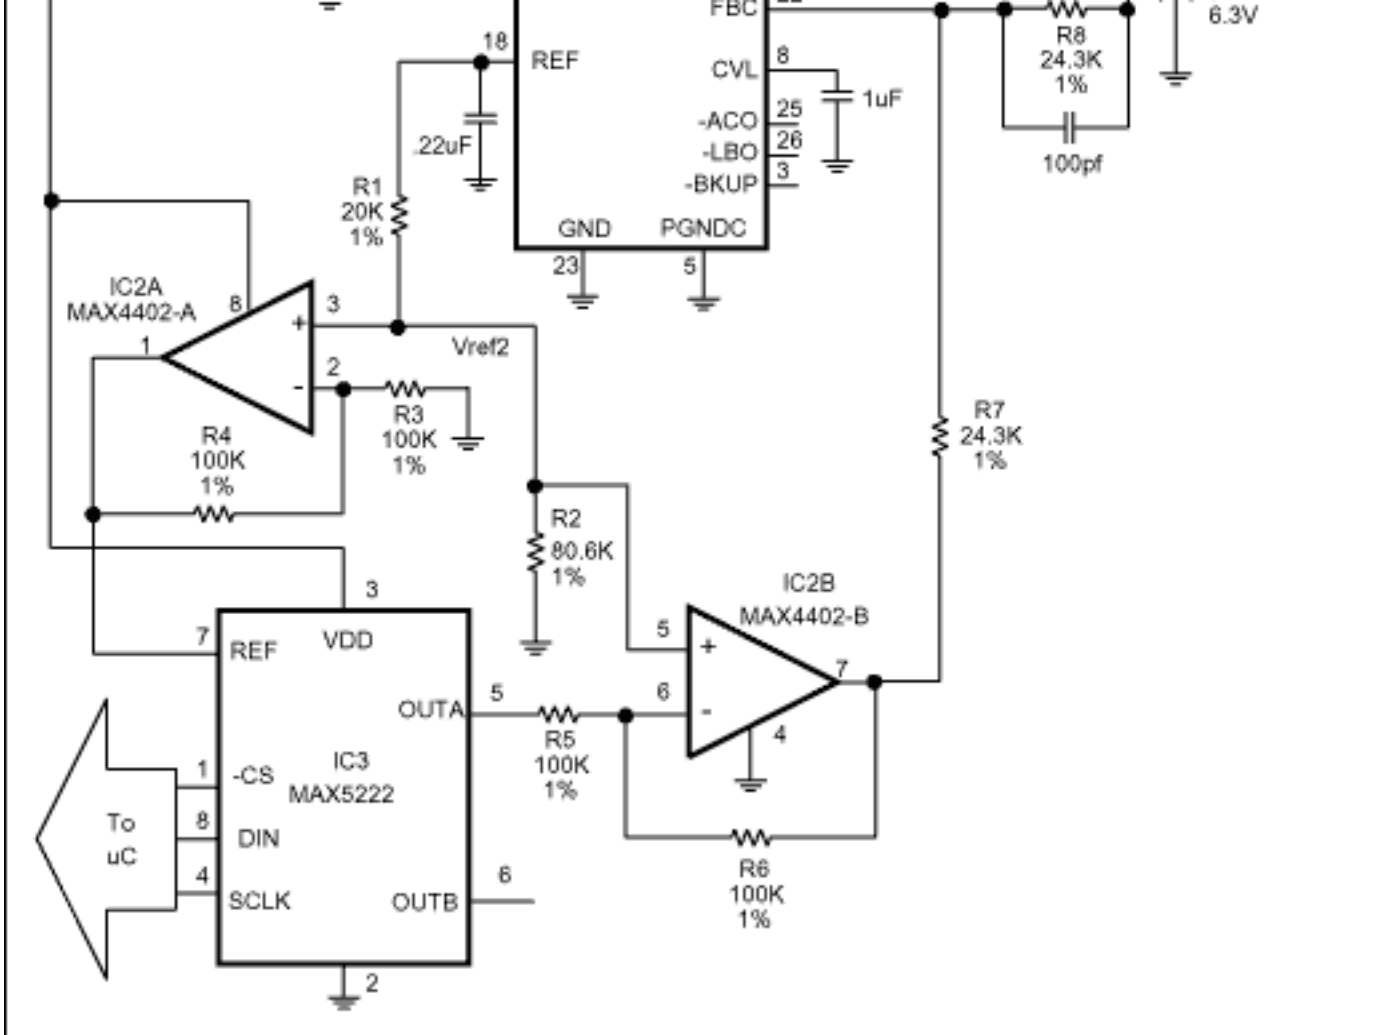 FBC
6.3V
R8
24.3K
1%
18
REF
CVL
8
1uF
-ACO
25
-LBO
26
-BKUP
3
100pf
.22uF
R1
20K
1%
GND
PGNDC
23
5
IC2A
MAX4402-A
8
+
3
1
Vref2
-
2
R3
100K
1%
R4
100K
1%
R7
24.3K
1%
R2
80.6K
1%
3
IC2B
MAX4402-B
7
REF
VDD
5
+
7
OUTA
5
6
-
4
R5
100K
1%
IC3
MAX5222
1
-CS
To
uC
8
DIN
4
SCLK
OUTB
6
R6
100K
1%
2